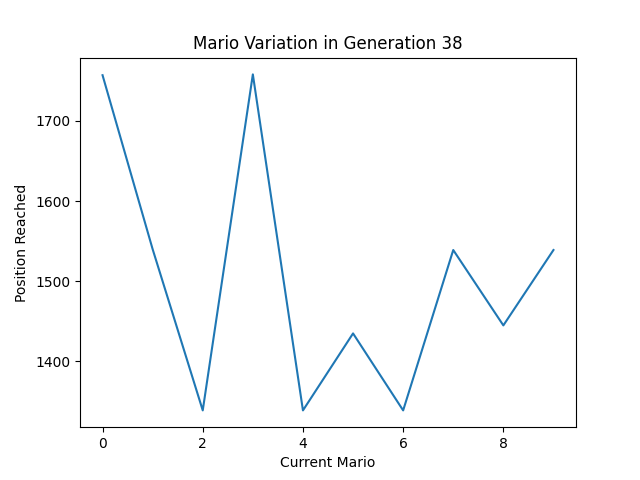 Mario Variation in Generation 38
Position Reached
1700
1600
1500
1400
0 2 4 6 8
Current Mario